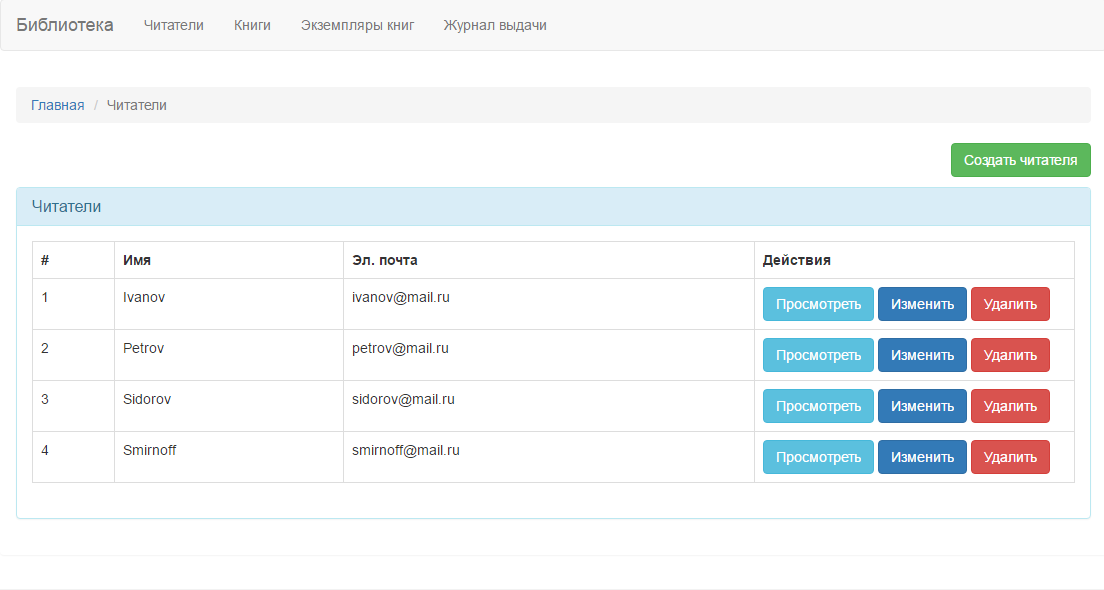 Библиотека Читатели Книги Экземпляры книг Журнал выдачи
Главная / Читатели
Создать читателя
Читатели
# Имя Эл. почта Действия
1 Ivanov ivanov@mail.ru Просмотреть Изменить Удалить
2 Petrov petrov@mail.ru Просмотреть Изменить Удалить
3 Sidorov sidorov@mail.ru Просмотреть Изменить Удалить
4 Smirnoff smirnoff@mail.ru Просмотреть Изменить Удалить